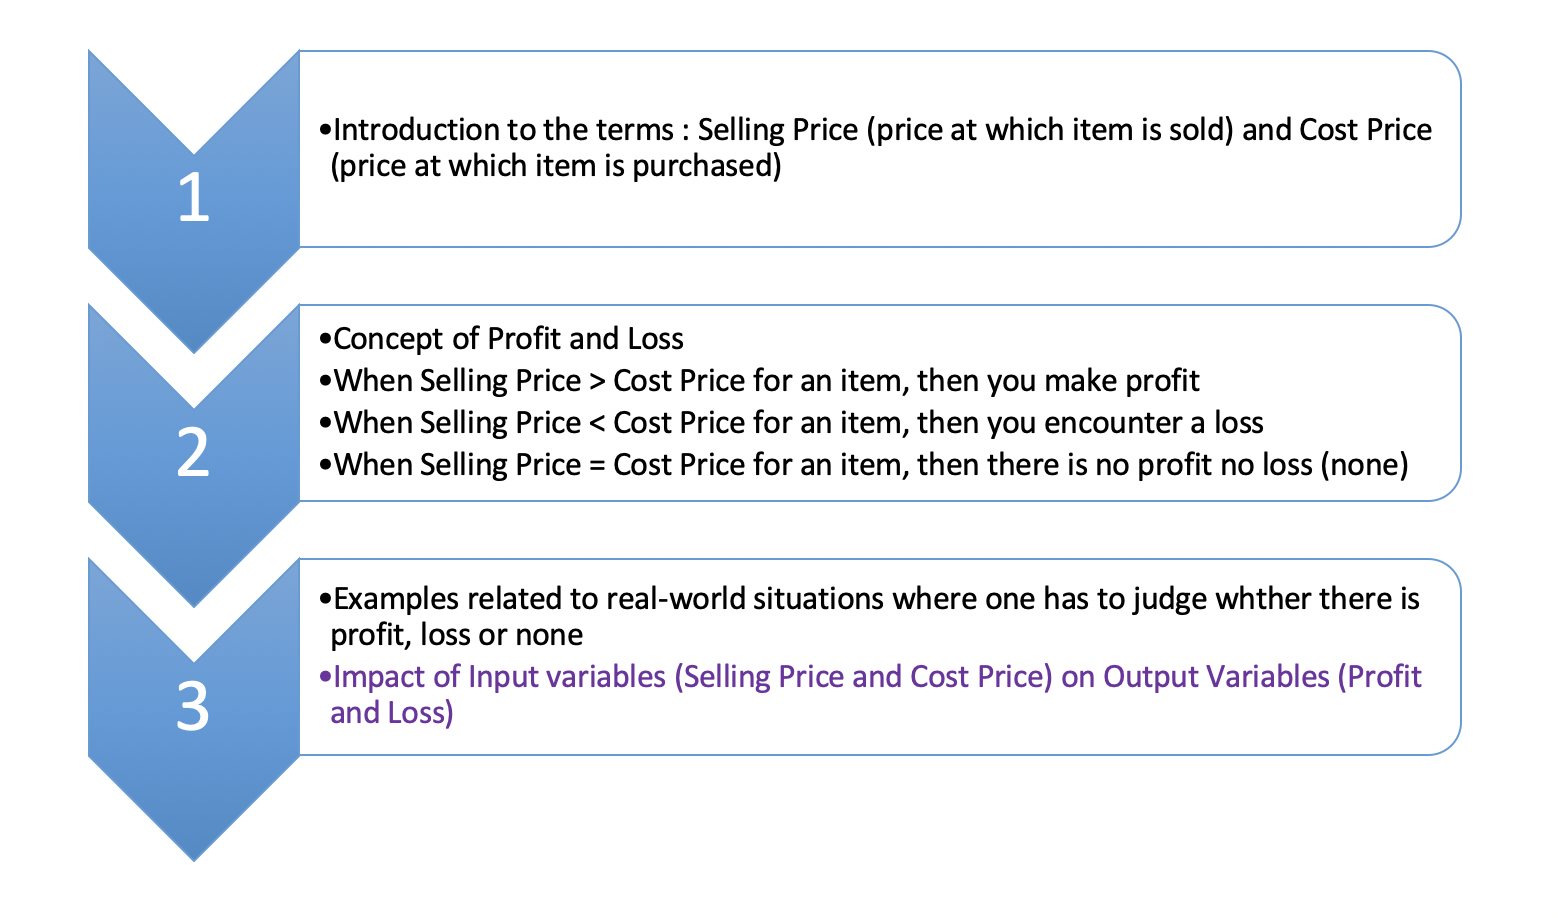 1
•Introduction to the terms : Selling Price (price at which item is sold) and Cost Price
(price at which item is purchased)
2
•Concept of Profit and Loss
•When Selling Price > Cost Price for an item, then you make profit
•When Selling Price < Cost Price for an item, then you encounter a loss
•When Selling Price = Cost Price for an item, then there is no profit no loss (none)
3
•Examples related to real-world situations where one has to judge whther there is
profit, loss or none
•Impact of Input variables (Selling Price and Cost Price) on Output Variables (Profit
and Loss)